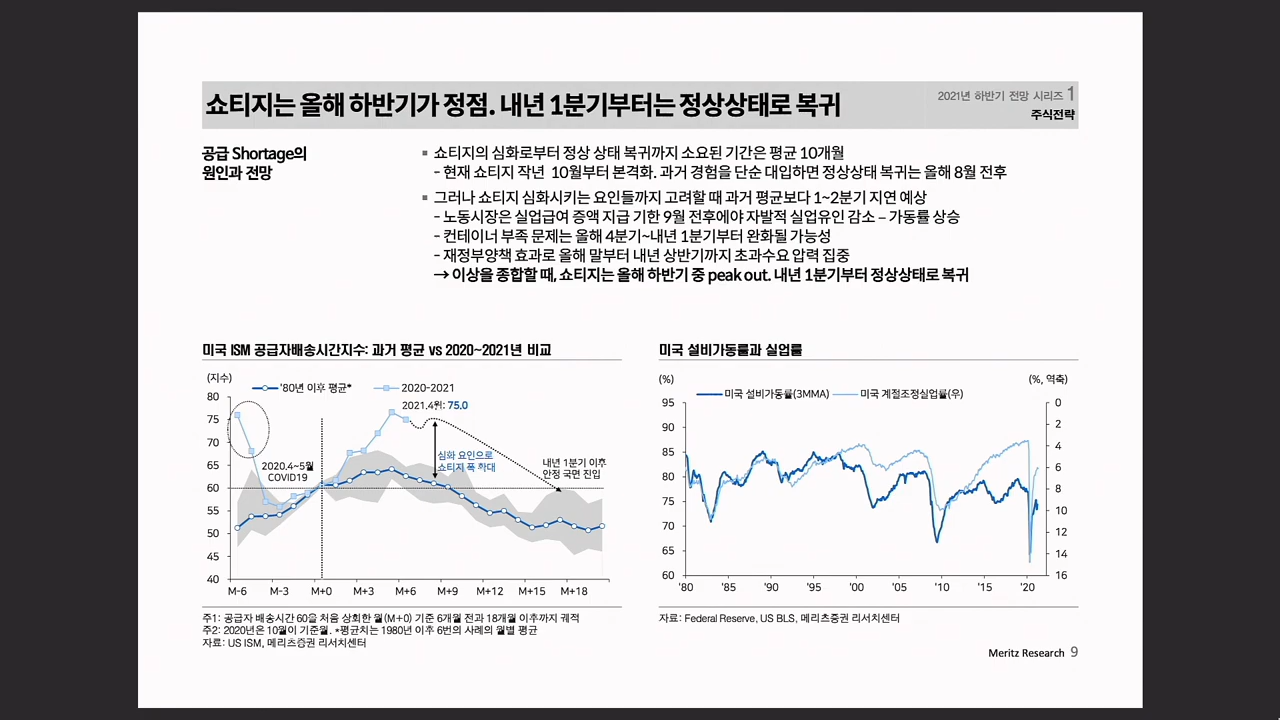 쇼티지는 올해 하반기가 정점. 내년 1분기부터는 정상상태로 복귀
2021년 하반기 전망 시리즈 1
주식전략
공급 Shortage의
원인과 전망
▪ 쇼티지의 심화로부터 정상 상태 복귀까지 소요된 기간은 평균 10개월
- 현재 쇼티지 작년 10월부터 본격화. 과거 경험을 단순 대입하면 정상상태 복귀는 올해 8월 전후
▪ 그러나 쇼티지 심화시키는 요인들까지 고려할 때 과거 평균보다 1~2분기 지연 예상
- 노동시장은 실업급여 증액 지급 기한 9월 전후에야 자발적 실업유인 감소 – 가동률 상승
- 컨테이너 부족 문제는 올해 4분기~내년 1분기부터 완화될 가능성
- 재정부양책 효과로 올해 말부터 내년 상반기까지 초과수요 압력 집중
→ 이상을 종합할 때, 쇼티지는 올해 하반기 중 peak out. 내년 1분기부터 정상상태로 복귀
미국 ISM 공급자배송시간지수: 과거 평균 vs 2020~2021년 비교
(지수)
'80년 이후 평균*
2020-2021
2021.4월: 75.0
80
75
70
65
60
55
50
45
40
2020.4~5월
COVID19
심화 요인으로
쇼티지 폭 확대
내년 1분기 이후
안정 국면 진입
M-6 M-3 M+0 M+3 M+6 M+9 M+12 M+15 M+18
주1: 공급자 배송시간 60을 처음 상회한 월(M+0) 기준 6개월 전과 18개월 이후까지 궤적
주2: 2020년은 10월이 기준월. *평균치는 1980년 이후 6번의 사례의 월별 평균
자료: US ISM, 메리츠증권 리서치센터
미국 설비가동률과 실업률
(%)
(%, 역축)
미국 설비가동률(3MMA)
미국 계절조정실업률(우)
95
90
85
80
75
70
65
60
0
2
4
6
8
10
12
14
16
'80 '85 '90 '95 '00 '05 '10 '15 '20
자료: Federal Reserve, US BLS, 메리츠증권 리서치센터
Meritz Research 9